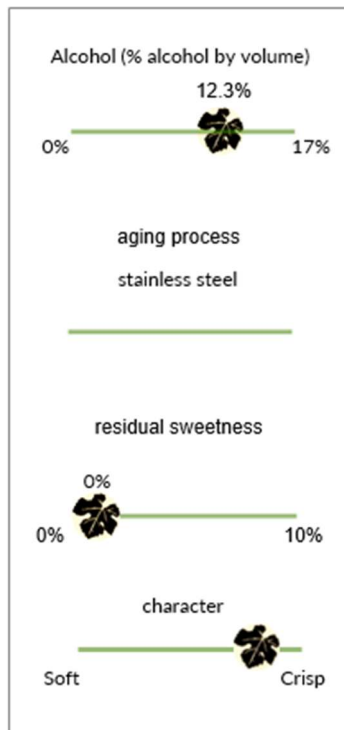 Alcohol (% alcohol by volume)
12.3%
0% 17%
aging process
stainless steel
residual sweetness
0%
0% 10%
character
Soft Crisp